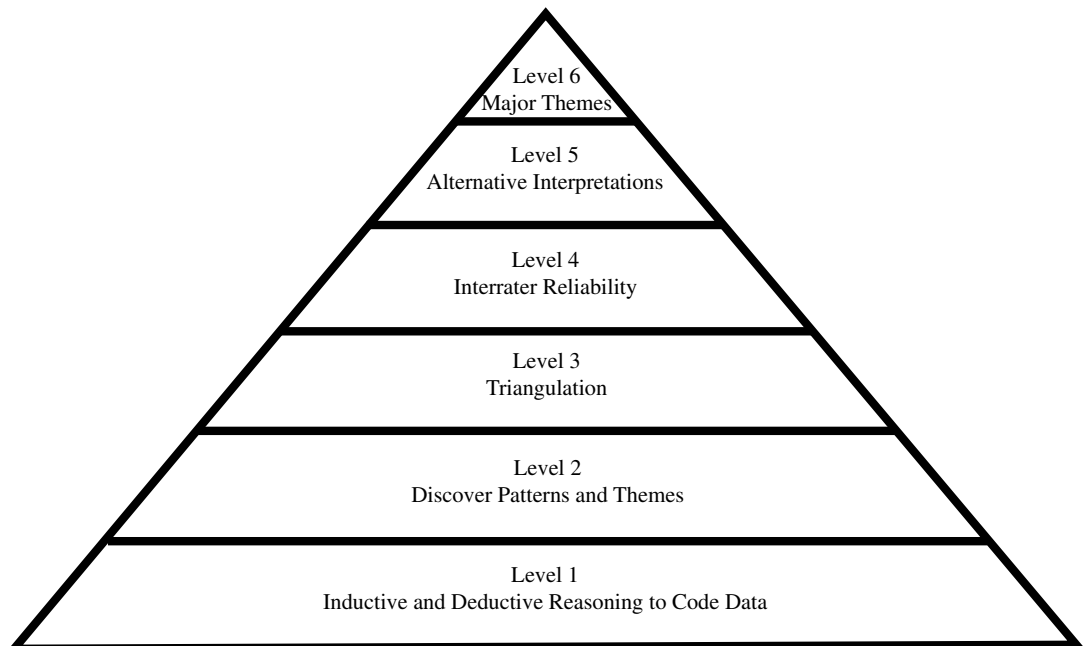 Level 6
Major Themes
Level 5
Alternative Interpretations
Level 4
Interrater Reliability
Level 3
Triangulation
Level 2
Discover Patterns and Themes
Level 1
Inductive and Deductive Reasoning to Code Data